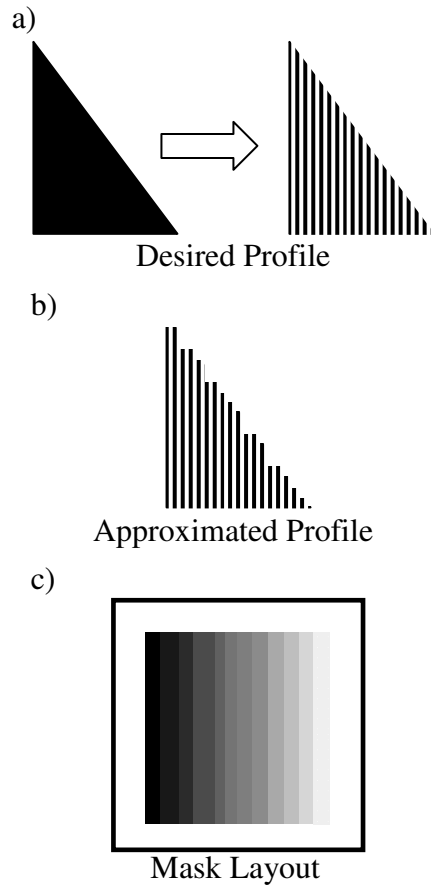 a)
Desired Profile
b)
Approximated Profile
c)
Mask Layout